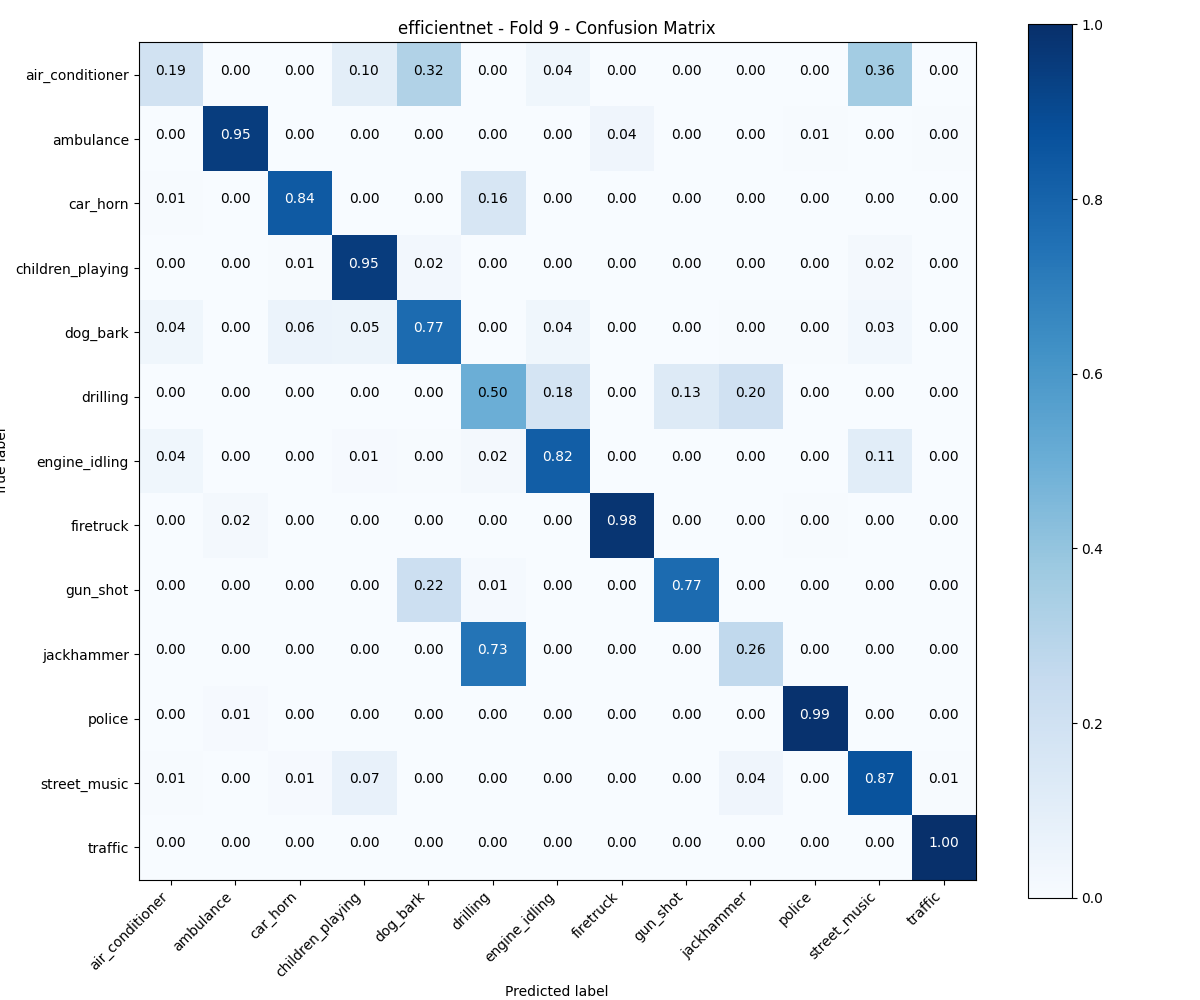 efficientnet - Fold 9 - Confusion Matrix
air_conditioner 0.19 0.00 0.00 0.10 0.32 0.00 0.04 0.00 0.00 0.00 0.00 0.36 0.00
ambulance 0.00 0.95 0.00 0.00 0.00 0.00 0.00 0.04 0.00 0.00 0.01 0.00 0.00
car_horn 0.01 0.00 0.84 0.00 0.00 0.16 0.00 0.00 0.00 0.00 0.00 0.00 0.00
children_playing 0.00 0.00 0.01 0.95 0.02 0.00 0.00 0.00 0.00 0.00 0.00 0.02 0.00
dog_bark 0.04 0.00 0.06 0.05 0.77 0.00 0.04 0.00 0.00 0.00 0.00 0.03 0.00
drilling 0.00 0.00 0.00 0.00 0.00 0.50 0.18 0.00 0.13 0.20 0.00 0.00 0.00
engine_idling 0.04 0.00 0.00 0.01 0.00 0.02 0.82 0.00 0.00 0.00 0.00 0.11 0.00
firetruck 0.00 0.02 0.00 0.00 0.00 0.00 0.00 0.98 0.00 0.00 0.00 0.00 0.00
gun_shot 0.00 0.00 0.00 0.00 0.22 0.01 0.00 0.00 0.77 0.00 0.00 0.00 0.00
jackhammer 0.00 0.00 0.00 0.00 0.00 0.73 0.00 0.00 0.00 0.26 0.00 0.00 0.00
police 0.00 0.01 0.00 0.00 0.00 0.00 0.00 0.00 0.00 0.00 0.99 0.00 0.00
street_music 0.01 0.00 0.01 0.07 0.00 0.00 0.00 0.00 0.00 0.04 0.00 0.87 0.01
traffic 0.00 0.00 0.00 0.00 0.00 0.00 0.00 0.00 0.00 0.00 0.00 0.00 1.00
air_conditioner
ambulance
car_horn
children_playing
dog_bark
drilling
engine_idling
firetruck
gun_shot
jackhammer
police
street_music
traffic
Predicted label
1.0
0.8
0.6
0.4
0.2
0.0